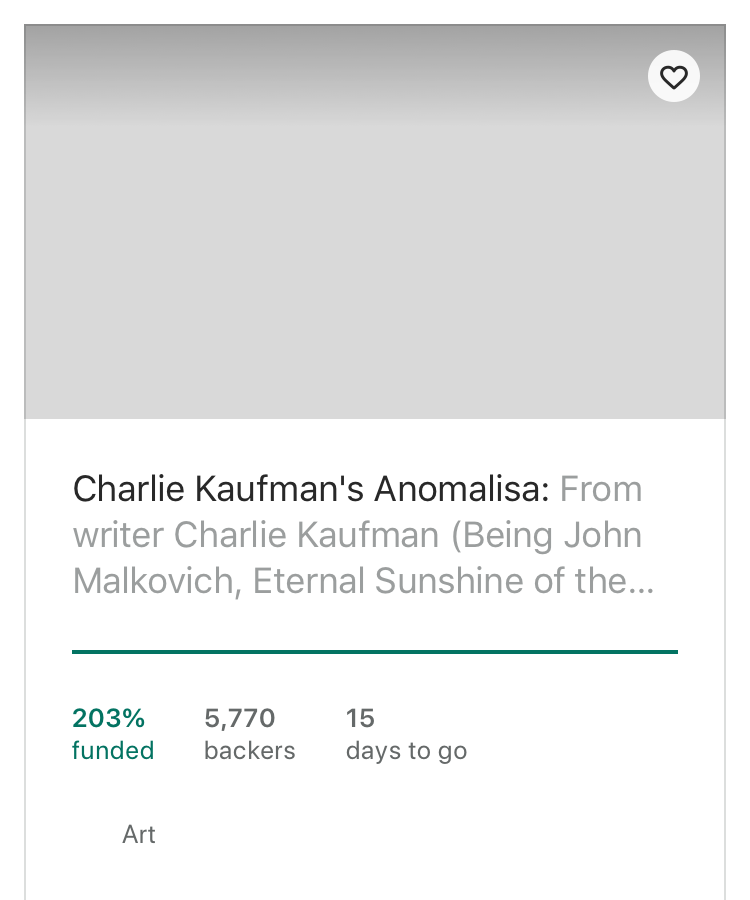 Charlie Kaufman's Anomalisa: From
writer Charlie Kaufman (Being John
Malkovich, Eternal Sunshine of the...
203% 5,770 15
funded backers days to go
Art